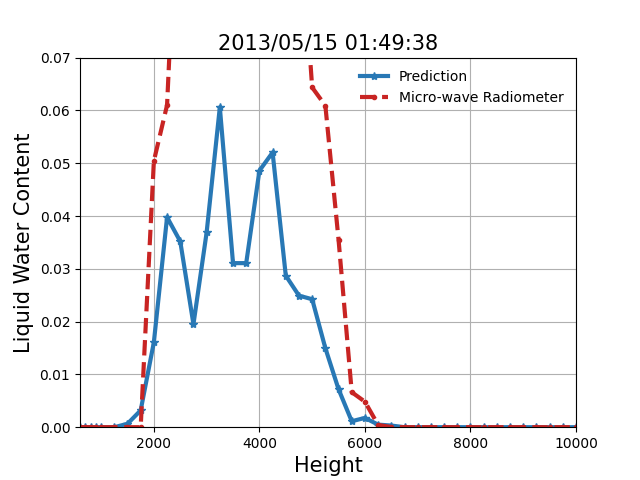 2013/05/15 01:49:38
Prediction
Micro-wave Radiometer
Liquid Water Content
0.07
0.06
0.05
0.04
0.03
0.02
0.01
0.00
2000 4000 6000 8000 10000
Height